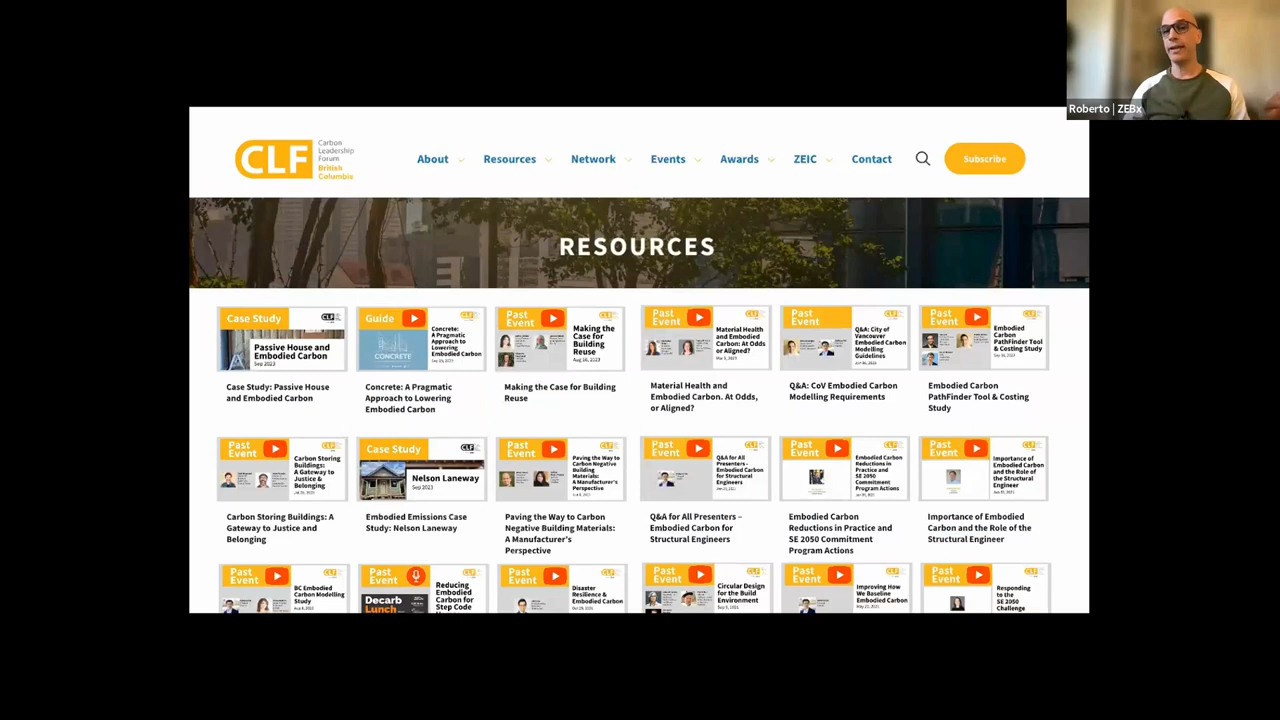 Roberto | ZEBx
CLF
Carbon
Leadership
Forum
British
Columbia
About
Resources
Network
Events
Awards
ZEIC
Contact
Subscribe
RESOURCES
Case Study
CLF
Passive House and
Embodied Carbon
Sep 2023
Guide
Concrete:
A Pragmatic
Approach to
Lowering
Embodied Carbon
CONCRETE
Past
Event
Making the
Case for
Building
Reuse
Aug 16, 2023
Past
Event
Material Health
and Embodied
Carbon: At Odds
or Aligned?
Past
Event
Q&A: City of
Vancouver
Embodied Carbon
Modelling
Guidelines
Past
Event
Embodied
Carbon
PathFinder Tool
& Costing Study
Case Study: Passive House
and Embodied Carbon
Concrete: A Pragmatic
Approach to Lowering
Embodied Carbon
Making the Case for Building
Reuse
Material Health and
Embodied Carbon. At Odds,
or Aligned?
Q&A: CoV Embodied Carbon
Modelling Requirements
Embodied Carbon
PathFinder Tool & Costing
Study
Past
Event
Carbon Storing
Buildings:
A Gateway to
Justice &
Belonging
Case Study
CLF
Nelson Laneway
Sep 2023
Past
Event
Paving the Way to
Carbon Negative
Building
Materials:
A Manufacturer's
Perspective
Past
Event
Q&A for All
Presenters -
Embodied Carbon
for Structural
Engineers
Past
Event
Embodied Carbon
Reductions in
Practice and
SE 2050
Commitment
Program Actions
Past
Event
Importance of
Embodied Carbon
and the Role of
the Structural
Engineer
Carbon Storing Buildings: A
Gateway to Justice and
Belonging
Embodied Emissions Case
Study: Nelson Laneway
Paving the Way to Carbon
Negative Building Materials:
A Manufacturer's
Perspective
Q&A for All Presenters –
Embodied Carbon for
Structural Engineers
Embodied Carbon
Reductions in Practice and
SE 2050 Commitment
Program Actions
Importance of Embodied
Carbon and the Role of the
Structural Engineer
Past
Event
BC Embodied
Carbon Modelling
Study
Past
Event
Decarb
Lunch
Reducing
Embodied
Carbon for
Step Code
Past
Event
Disaster
Resilience &
Embodied Carbon
Past
Event
Circular Design
for the Build
Environment
Past
Event
Improving How
We Baseline
Embodied Carbon
Past
Event
Responding
to the
SE 2050
Challenge